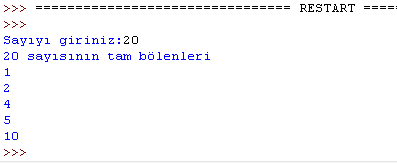 >>> ================================ RESTART ====
>>>
Sayıyı giriniz:20
20 sayısının tam bölenleri
1
2
4
5
10
>>>